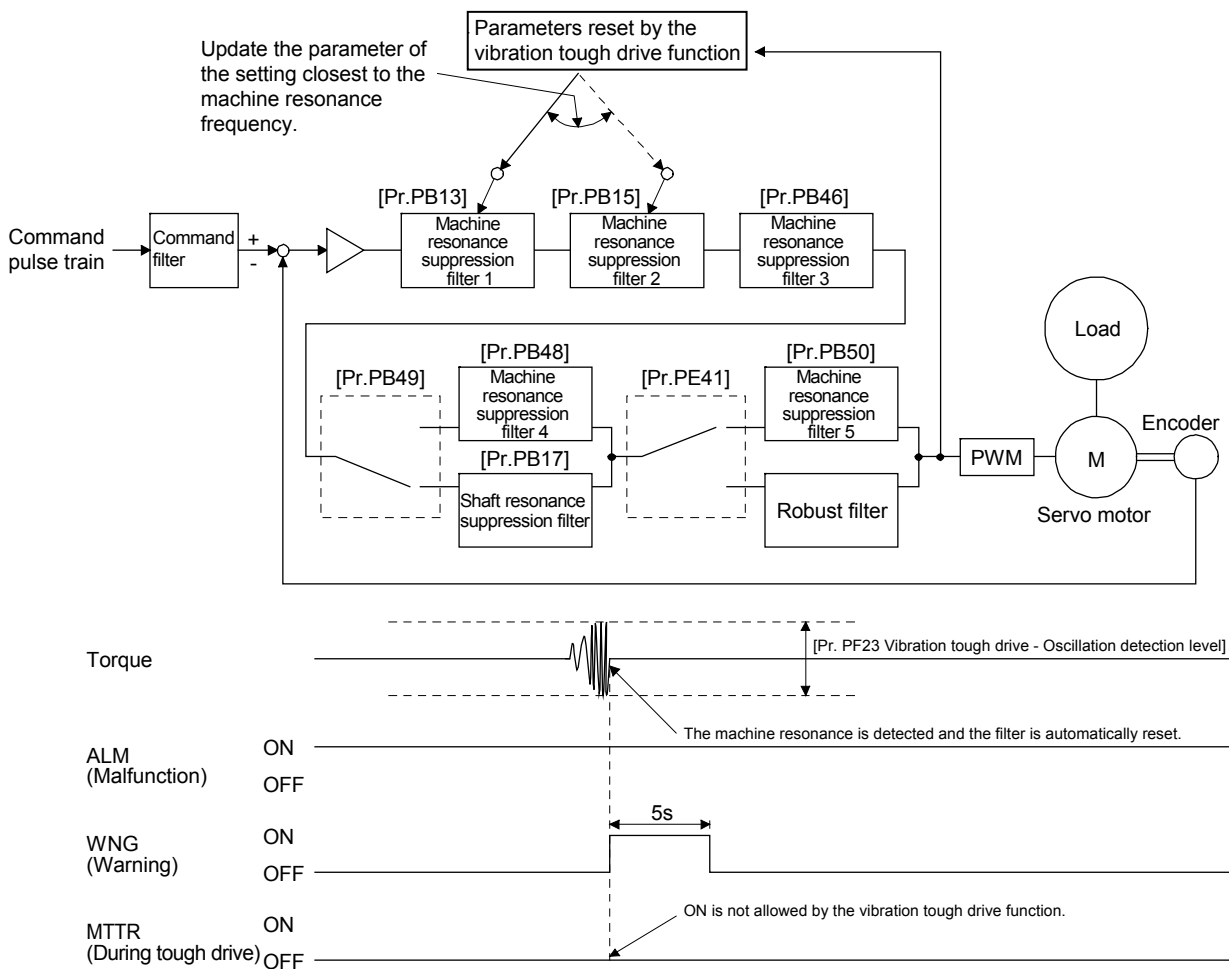 Parameters reset by the
vibration tough drive function
Update the parameter of
the setting closest to the
machine resonance
frequency.
[Pr.PB13]
[Pr.PB15]
[Pr.PB46]
Command
pulse train
Command
filter
+
-
Machine
resonance
suppression
filter 1
Machine
resonance
suppression
filter 2
Machine
resonance
suppression
filter 3
Load
[Pr.PB49]
[Pr.PB48]
Machine
resonance
suppression
filter 4
[Pr.PB17]
Shaft resonance
suppression filter
[Pr.PE41]
[Pr.PB50]
Machine
resonance
suppression
filter 5
Robust filter
PWM
M
Servo motor
Encoder
Torque
[Pr. PF23 Vibration tough drive - Oscillation detection level]
The machine resonance is detected and the filter is automatically reset.
ALM
(Malfunction)
ON
OFF
5s
WNG
(Warning)
ON
OFF
ON is not allowed by the vibration tough drive function.
MTTR
(During tough drive)
ON
OFF